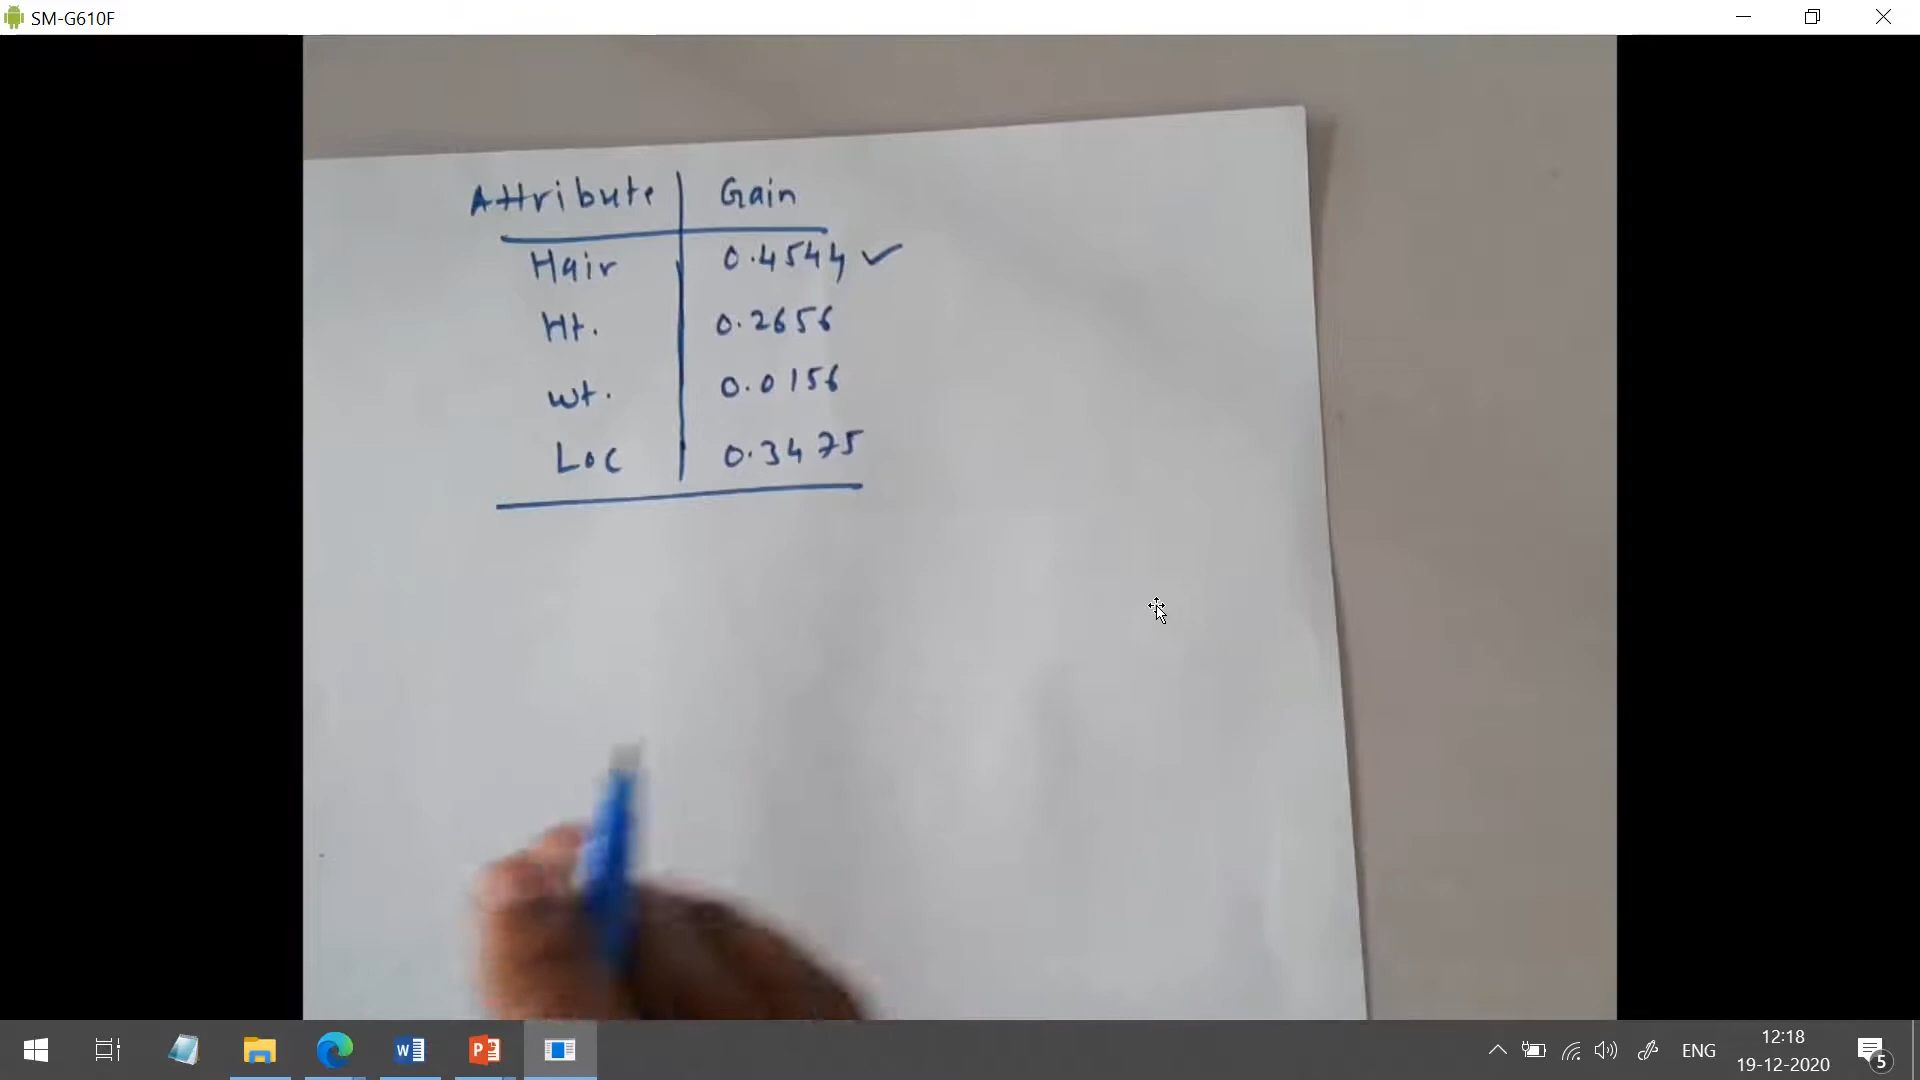 SM-G610F
Attribute Gain
Hair 0.4544 ✓
Ht. 0.2656
wt. 0.0156
Loc 0.3475
ENG
12:18
19-12-2020
5